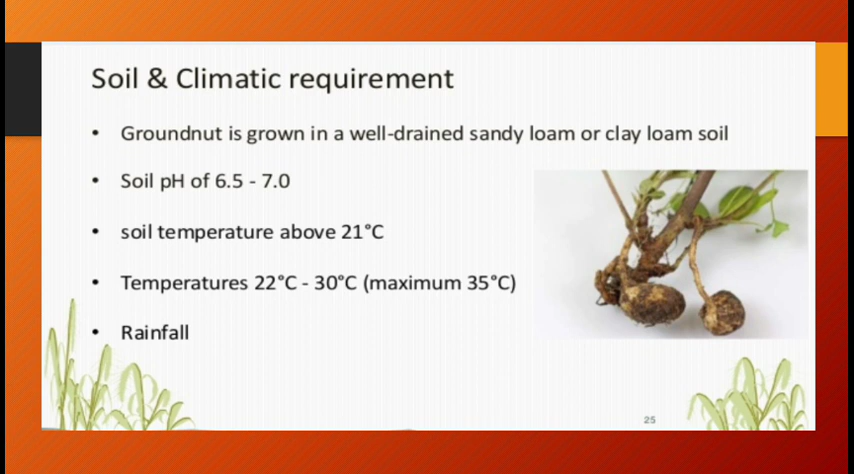 Soil & Climatic requirement
• Groundnut is grown in a well-drained sandy loam or clay loam soil
• Soil pH of 6.5 - 7.0
• soil temperature above 21°C
• Temperatures 22°C - 30°C (maximum 35°C)
• Rainfall
25